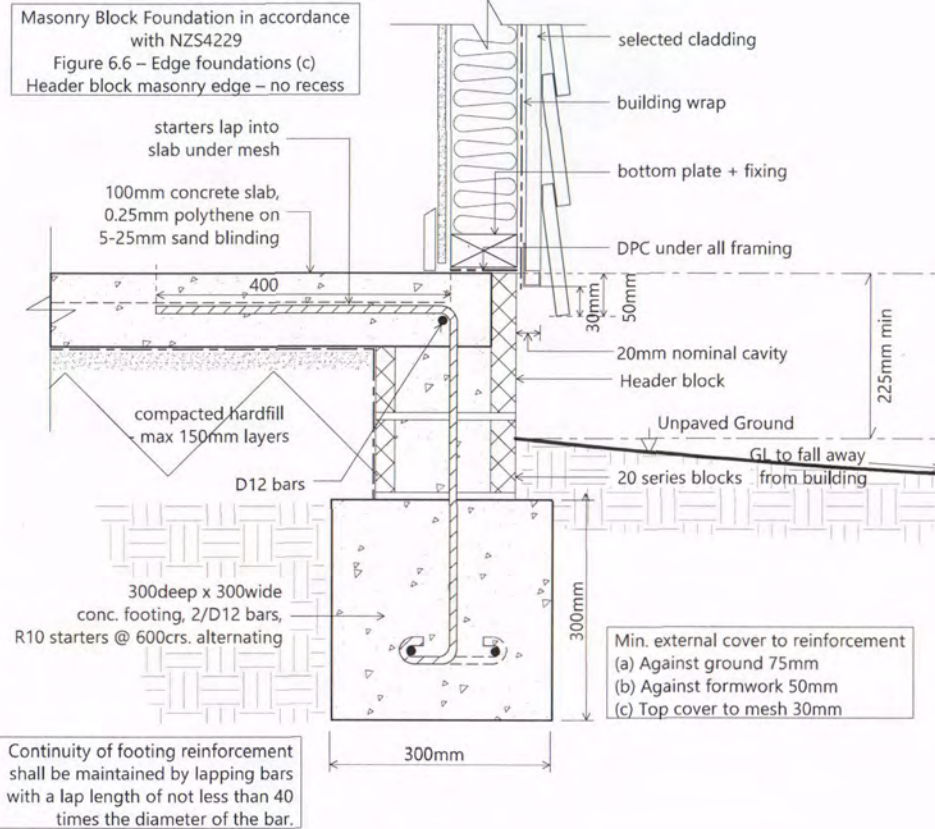 Masonry Block Foundation in accordance
with NZS4229
Figure 6.6 – Edge foundations (c)
Header block masonry edge – no recess
starters lap into
slab under mesh
100mm concrete slab,
0.25mm polythene on
5-25mm sand blinding
400
compacted hardfill
- max 150mm layers
D12 bars
300deep x 300wide
conc. footing, 2/D12 bars,
R10 starters @ 600crs. alternating
Continuity of footing reinforcement
shall be maintained by lapping bars
with a lap length of not less than 40
times the diameter of the bar.
300mm
300mm
selected cladding
building wrap
bottom plate + fixing
DPC under all framing
30mm
50mm
225mm min
20mm nominal cavity
Header block
Unpaved Ground
GL to fall away
from building
20 series blocks
Min. external cover to reinforcement
(a) Against ground 75mm
(b) Against formwork 50mm
(c) Top cover to mesh 30mm